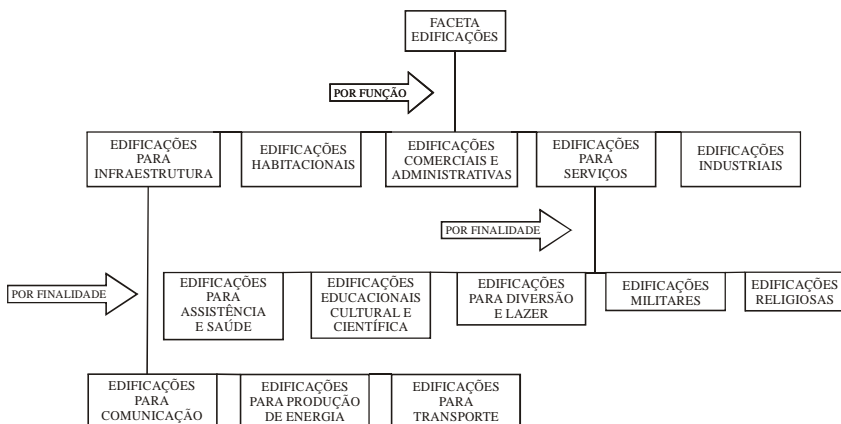 FACETA
EDIFICAÇÕES
POR FUNÇÃO
EDIFICAÇÕES
PARA
INFRAESTRUTURA
EDIFICAÇÕES
HABITACIONAIS
EDIFICAÇÕES
COMERCIAIS E
ADMINISTRATIVAS
EDIFICAÇÕES
PARA
SERVIÇOS
EDIFICAÇÕES
INDUSTRIAIS
POR FINALIDADE
POR FINALIDADE
EDIFICAÇÕES
PARA
ASSISTÊNCIA
E SAÚDE
EDIFICAÇÕES
EDUCACIONAIS
CULTURAL E
CIENTÍFICA
EDIFICAÇÕES
PARA DIVERSÃO
E LAZER
EDIFICAÇÕES
MILITARES
EDIFICAÇÕES
RELIGIOSAS
EDIFICAÇÕES
PARA
COMUNICAÇÃO
EDIFICAÇÕES
PARA PRODUÇÃO
DE ENERGIA
EDIFICAÇÕES
PARA
TRANSPORTE